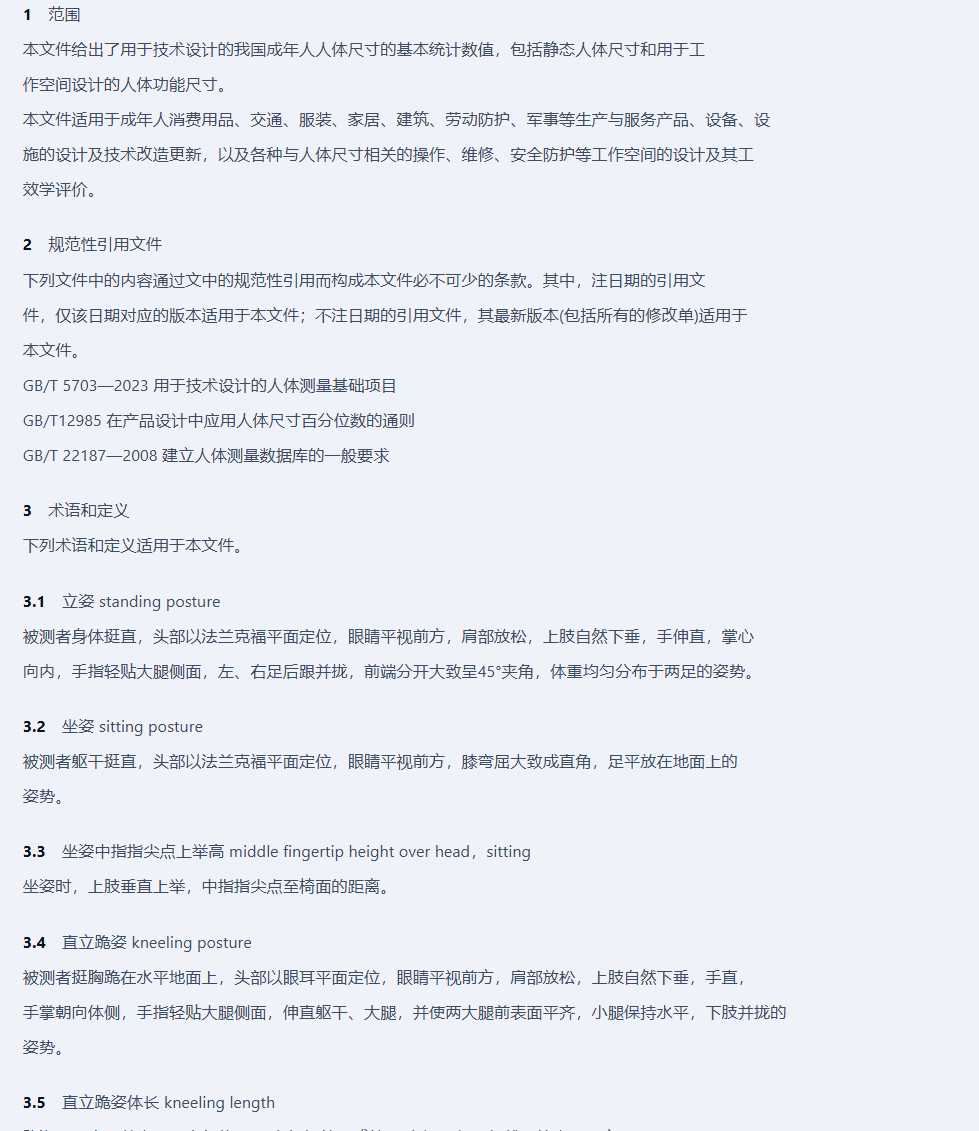 1 范围
本文件给出了用于技术设计的我国成年人人体尺寸的基本统计数值，包括静态人体尺寸和用于工
作空间设计的人体功能尺寸。
本文件适用于成年人消费用品、交通、服装、家居、建筑、劳动防护、军事等生产与服务产品、设备、设
施的设计及技术改造更新，以及各种与人体尺寸相关的操作、维修、安全防护等工作空间的设计及其工
效学评价。
2 规范性引用文件
下列文件中的内容通过文中的规范性引用而构成本文件必不可少的条款。其中，注日期的引用文
件，仅该日期对应的版本适用于本文件；不注日期的引用文件，其最新版本(包括所有的修改单)适用于
本文件。
GB/T 5703—2023 用于技术设计的人体测量基础项目
GB/T12985 在产品设计中应用人体尺寸百分位数的通则
GB/T 22187—2008 建立人体测量数据库的一般要求
3 术语和定义
下列术语和定义适用于本文件。
3.1 立姿 standing posture
被测者身体挺直，头部以法兰克福平面定位，眼睛平视前方，肩部放松，上肢自然下垂，手伸直，掌心
向内，手指轻贴大腿侧面，左、右足后跟并拢，前端分开大致呈45°夹角，体重均匀分布于两足的姿势。
3.2 坐姿 sitting posture
被测者躯干挺直，头部以法兰克福平面定位，眼睛平视前方，膝弯屈大致成直角，足平放在地面上的
姿势。
3.3 坐姿中指指尖点上举高 middle fingertip height over head，sitting
坐姿时，上肢垂直上举，中指指尖点至椅面的距离。
3.4 直立跪姿 kneeling posture
被测者挺胸跪在水平地面上，头部以眼耳平面定位，眼睛平视前方，肩部放松，上肢自然下垂，手直，
手掌朝向体侧，手指轻贴大腿侧面，伸直躯干、大腿，并使两大腿前表面平齐，小腿保持水平，下肢并拢的
姿势。
3.5 直立跪姿体长 kneeling length